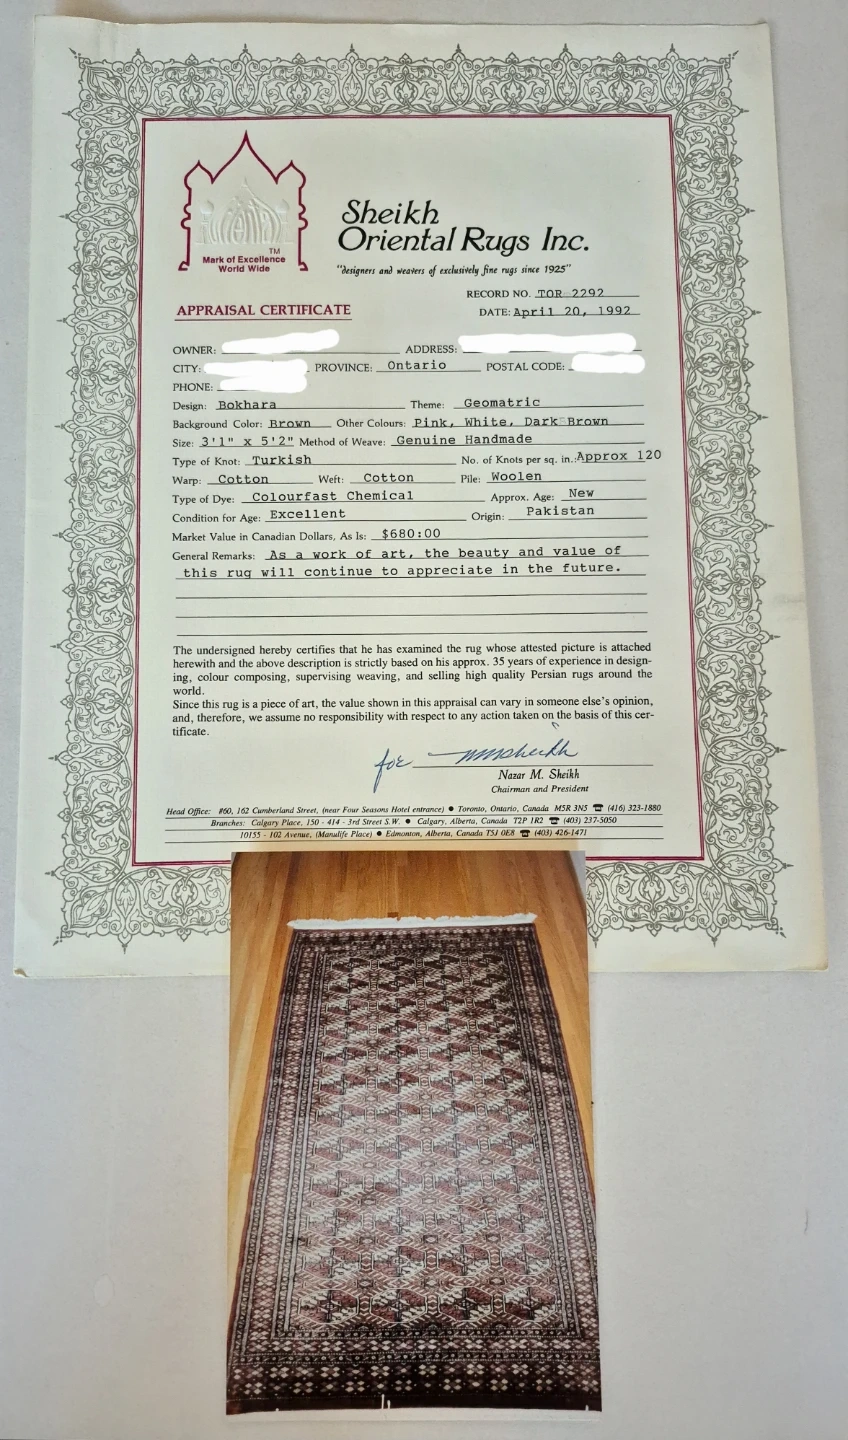 TM
Mark of Excellence
World Wide
Sheikh
Oriental Rugs Inc.
"designers and weavers of exclusively fine rugs since 1925"
RECORD NO. TOR 2292
APPRAISAL CERTIFICATE
DATE: April 20, 1992
OWNER: ADDRESS:
CITY: PROVINCE: Ontario POSTAL CODE:
PHONE:
Design: Bokhara Theme: Geomatric
Background Color: Brown Other Colours: Pink, White, Dark Brown
Size: 3'1" x 5'2" Method of Weave: Genuine Handmade
Type of Knot: Turkish No. of Knots per sq. in.: Approx 120
Warp: Cotton Weft: Cotton Pile: Woolen
Type of Dye: Colourfast Chemical Approx. Age: New
Condition for Age: Excellent Origin: Pakistan
Market Value in Canadian Dollars, As Is: $680:00
General Remarks: As a work of art, the beauty and value of
this rug will continue to appreciate in the future.
The undersigned hereby certifies that he has examined the rug whose attested picture is attached
herewith and the above description is strictly based on his approx. 35 years of experience in design-
ing, colour composing, supervising weaving, and selling high quality Persian rugs around the
world.
Since this rug is a piece of art, the value shown in this appraisal can vary in someone else's opinion,
and, therefore, we assume no responsibility with respect to any action taken on the basis of this cer-
tificate.
for
Nazar M. Sheikh
Chairman and President
Head Office: #60, 162 Cumberland Street, (near Four Seasons Hotel entrance) ● Toronto, Ontario, Canada M5R 3N5 ☎ (416) 323-1880
Branches: Calgary Place, 150 - 414 - 3rd Street S.W. ● Calgary, Alberta, Canada T2P 1R2 ☎ (403) 237-5050
10155 - 102 Avenue, (Manulife Place) ● Edmonton, Alberta, Canada T5J 0E8 ☎ (403) 426-1471